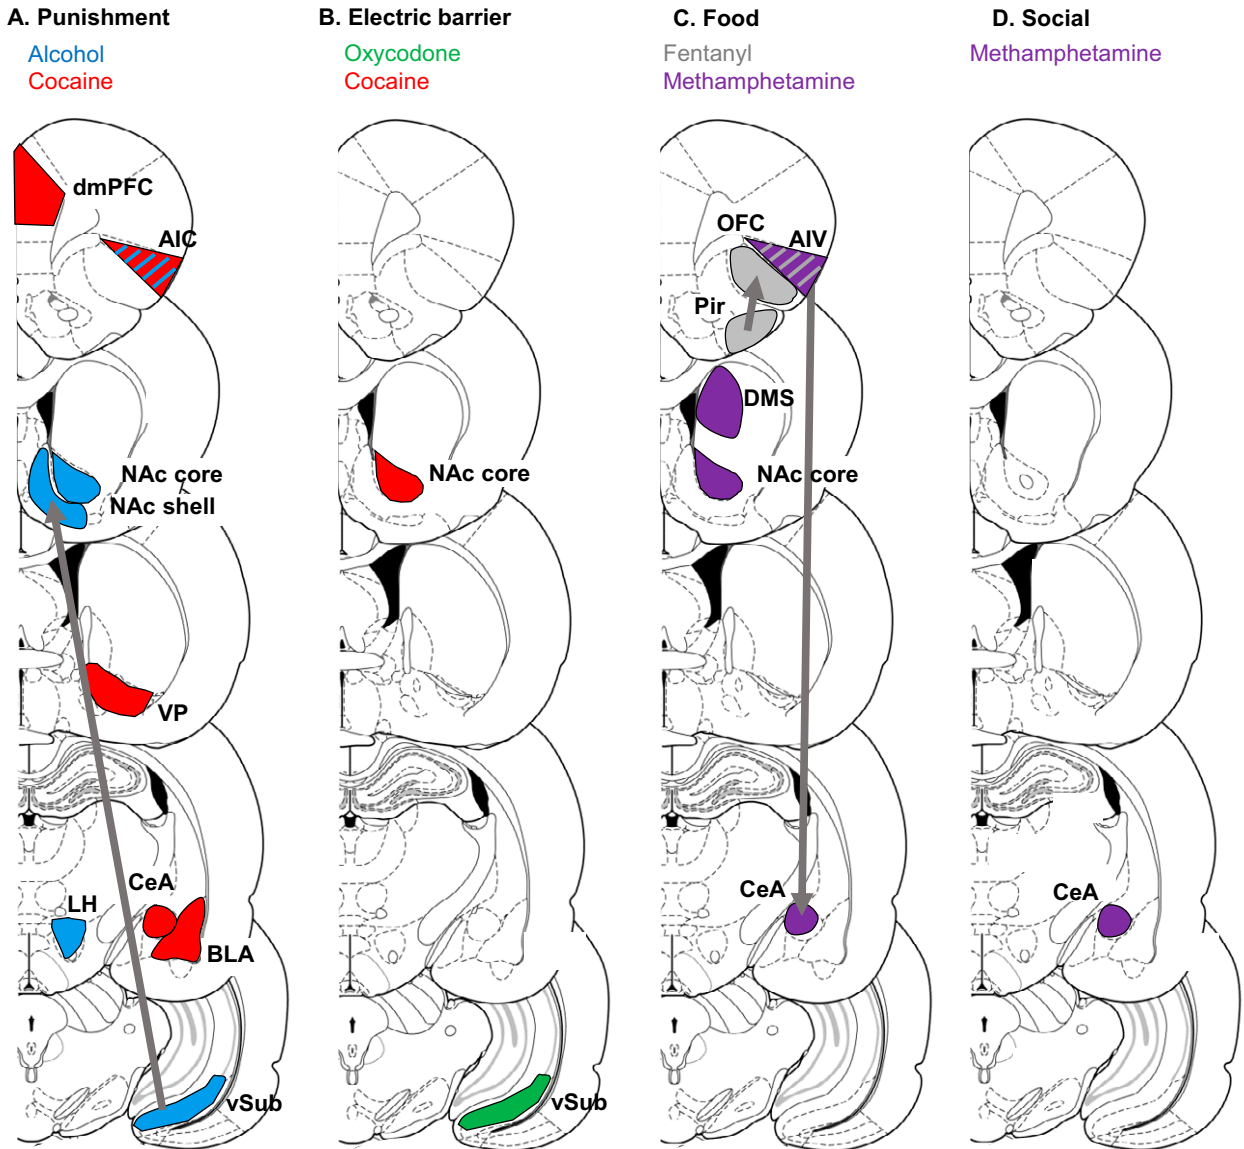 A. Punishment
Alcohol
Cocaine
dmPFC
AIC
NAc core
NAc shell
VP
CeA
LH
BLA
vSub
B. Electric barrier
Oxycodone
Cocaine
NAc core
vSub
C. Food
Fentanyl
Methamphetamine
OFC
AIV
Pir
DMS
NAc core
CeA
D. Social
Methamphetamine
CeA